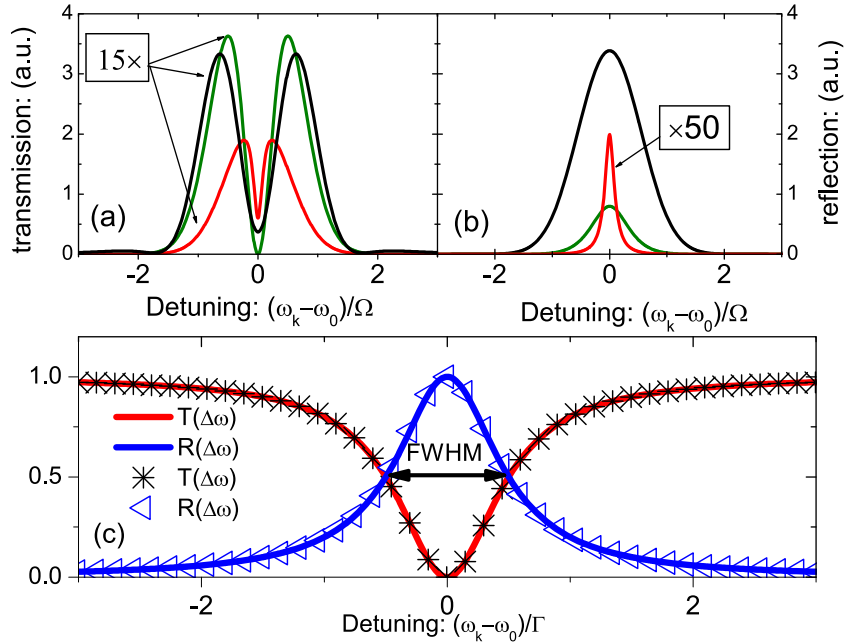 4
3
2
1
0
transmission: (a.u.)
15×
(a)
-2 0 2
Detuning: (ωk−ω0)/Ω
4
3
2
1
0
reflection: (a.u.)
×50
(b)
-2 0 2
Detuning: (ωk−ω0)/Ω
1.0
0.5
0.0
T(Δω)
R(Δω)
T(Δω)
R(Δω)
FWHM
(c)
-2 0 2
Detuning: (ωk−ω0)/Γ